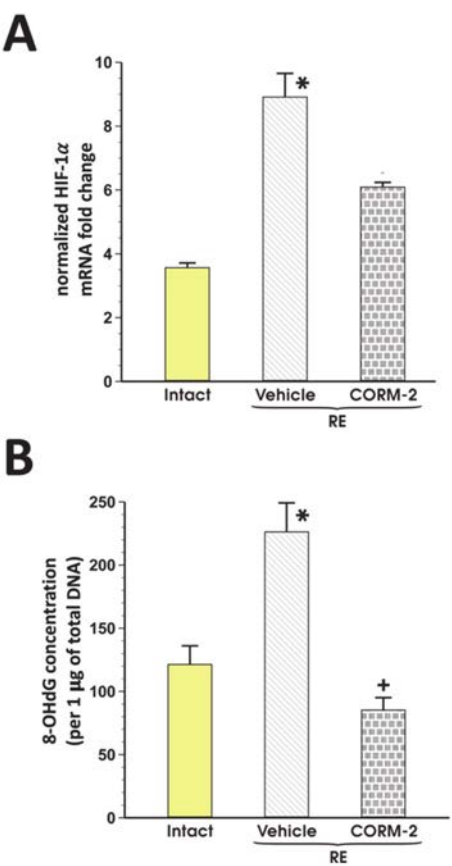 A
normalized HIF-1α
mRNA fold change
10
8
6
4
2
0
*
Intact
Vehicle
CORM-2
RE
B
8-OHdG concentration
(per 1 µg of total DNA)
250
200
150
100
50
0
*
+
Intact
Vehicle
CORM-2
RE